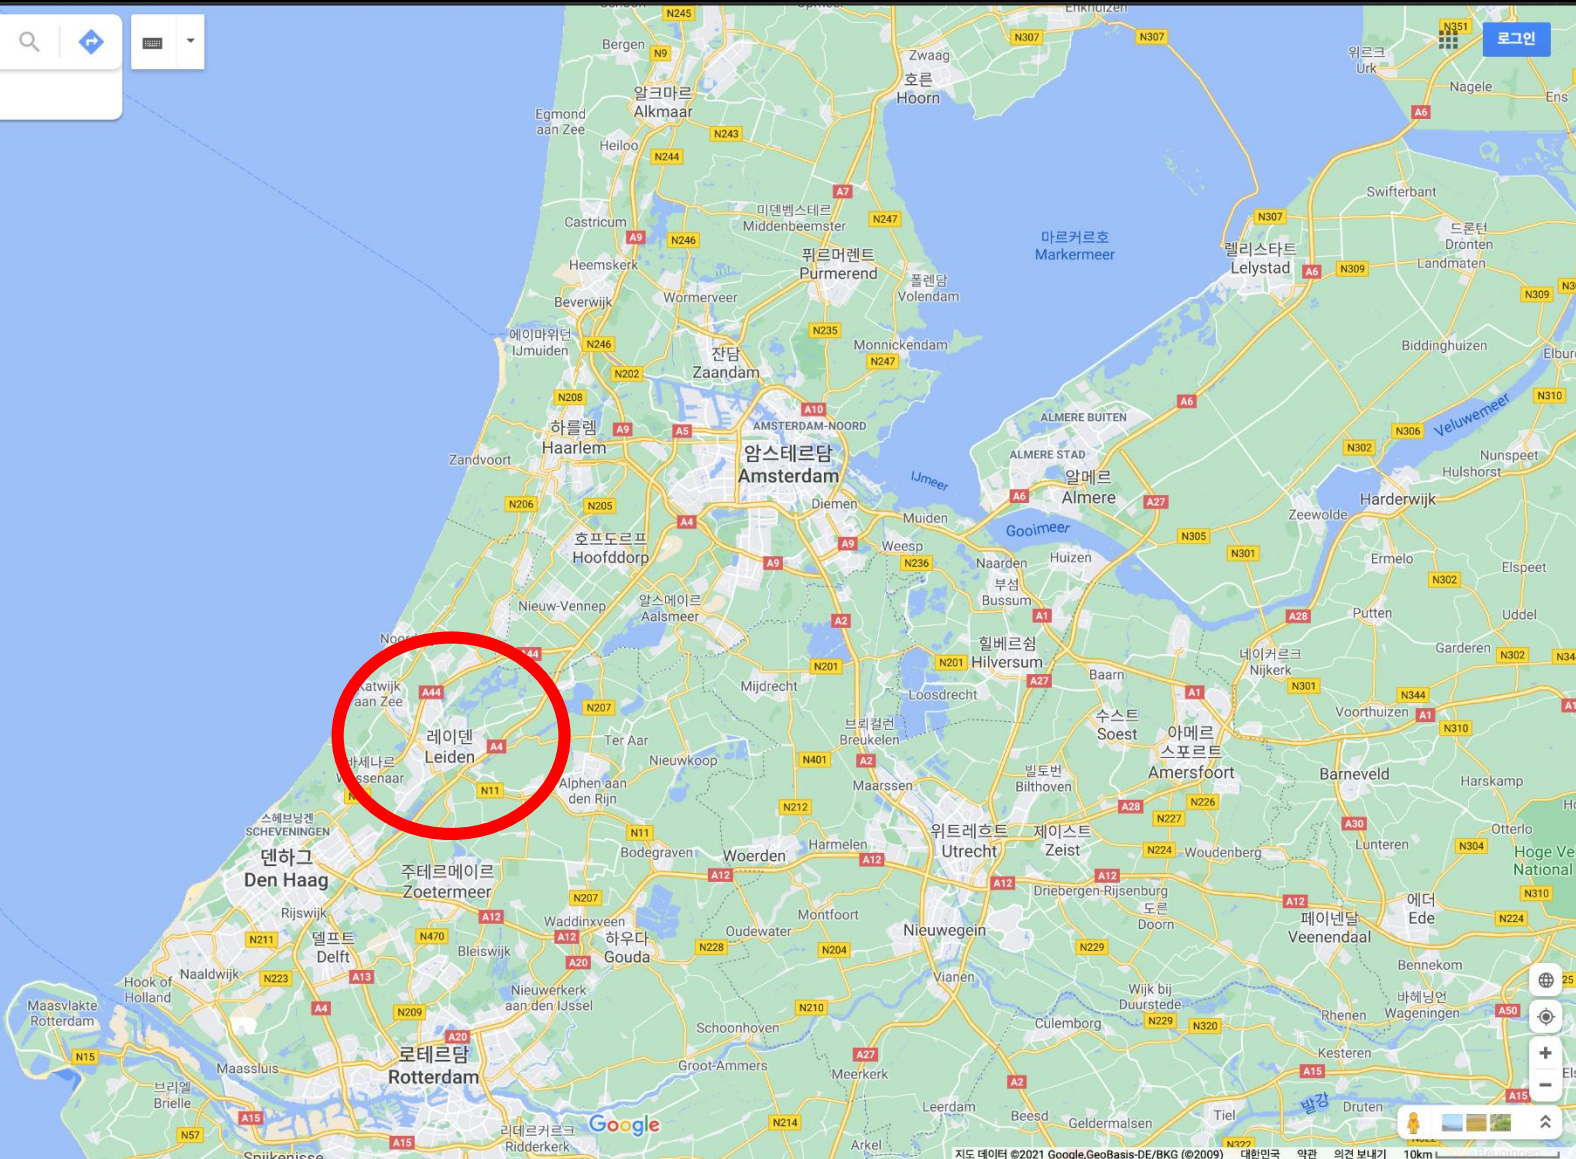 N245
Enkhuizen
Bergen
N9
N307
N307
N351
로그인
Zwaag
위르크
Urk
호른
Hoorn
Nagele
Ens
알크마르
Alkmaar
A6
Egmond
aan Zee
N243
Heiloo
N244
A7
Swifterbant
Castricum
미덴벰스테르
Middenbeemster
N247
N307
A9
N246
마르커르호
Markermeer
드론턴
Dronten
렐리스타트
Lelystad
Landmaten
A6
N309
Heemskerk
퓌르머렌트
Purmerend
폴렌담
Volendam
N309
Beverwijk
Wormerveer
에이마위던
IJmuiden
N246
N235
잔담
Zaandam
Monnickendam
N247
Biddinghuizen
N202
N208
A10
A6
N310
하를렘
Haarlem
A9
A5
AMSTERDAM-NOORD
ALMERE BUITEN
N306
Veluwemeer
Zandvoort
암스테르담
Amsterdam
ALMERE STAD
N302
Nunspeet
Hulshorst
IJmeer
알메르
Almere
A6
A27
Harderwijk
N206
N205
Diemen
Zeewolde
A4
Muiden
Gooimeer
호프도르프
Hoofddorp
A9
Weesp
N305
N301
A9
N236
Naarden
Huizen
Ermelo
Elspeet
N302
부섬
Bussum
Nieuw-Vennep
알스메이르
Aalsmeer
A2
A1
A28
Putten
Uddel
힐베르쉼
Hilversum
네이커르크
Nijkerk
Garderen
N302
A44
N201
N201
A27
Baarn
Katwijk
aan Zee
A44
N207
Mijdrecht
Loosdrecht
A1
N301
N344
Voorthuizen
A1
N310
레이덴
Leiden
A4
Ter Aar
브뢰컬런
Breukelen
수스트
Soest
아메르
스포르트
Amersfoort
바세나르
Wassenaar
N11
Nieuwkoop
N401
A2
Alphen aan
den Rijn
Maarssen
빌토번
Bilthoven
Barneveld
Harskamp
N212
A28
N226
스헤브닝겐
SCHEVENINGEN
N227
A30
Otterlo
N11
위트레흐트
Utrecht
제이스트
Zeist
Bodegraven
Woerden
Harmelen
N224
Woudenberg
Lunteren
N304
Hoge Ve
National
덴하그
Den Haag
주테르메이르
Zoetermeer
A12
A12
A12
A12
Driebergen-Rijsenburg
N310
N207
A12
에더
Ede
Rijswijk
A12
Waddinxveen
Montfoort
도른
Doorn
페이넨달
Veenendaal
N224
N211
델프트
Delft
N470
Bleiswijk
A12
하우다
Gouda
N228
Oudewater
N204
Nieuwegein
N229
A20
Hook of
Holland
Naaldwijk
N223
A13
Vianen
Bennekom
Maasvlakte
Rotterdam
A4
N209
Nieuwerkerk
aan den IJssel
N210
Wijk bij
Duurstede
N229
N320
Rhenen
바헤닝언
Wageningen
A50
A20
Schoonhoven
Culemborg
N15
Maassluis
로테르담
Rotterdam
Groot-Ammers
A27
Meerkerk
Kesteren
A15
브리엘
Brielle
A2
A15
발강
A15
Leerdam
Beesd
Tiel
Druten
N57
A15
리데르커르크
Ridderkerk
Google
N214
Geldermalsen
N322
Spijkenisse
Arkel
지도 데이터 ©2021 Google,GeoBasis-DE/BKG (©2009)
대한민국
약관
의견 보내기
10km